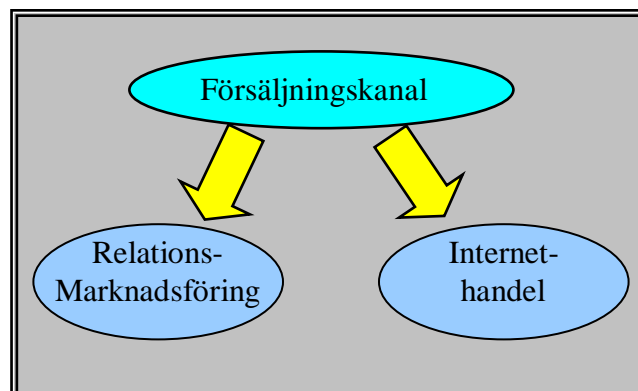 Försäljningskanal
Relations-
Marknadsföring
Internet-
handel